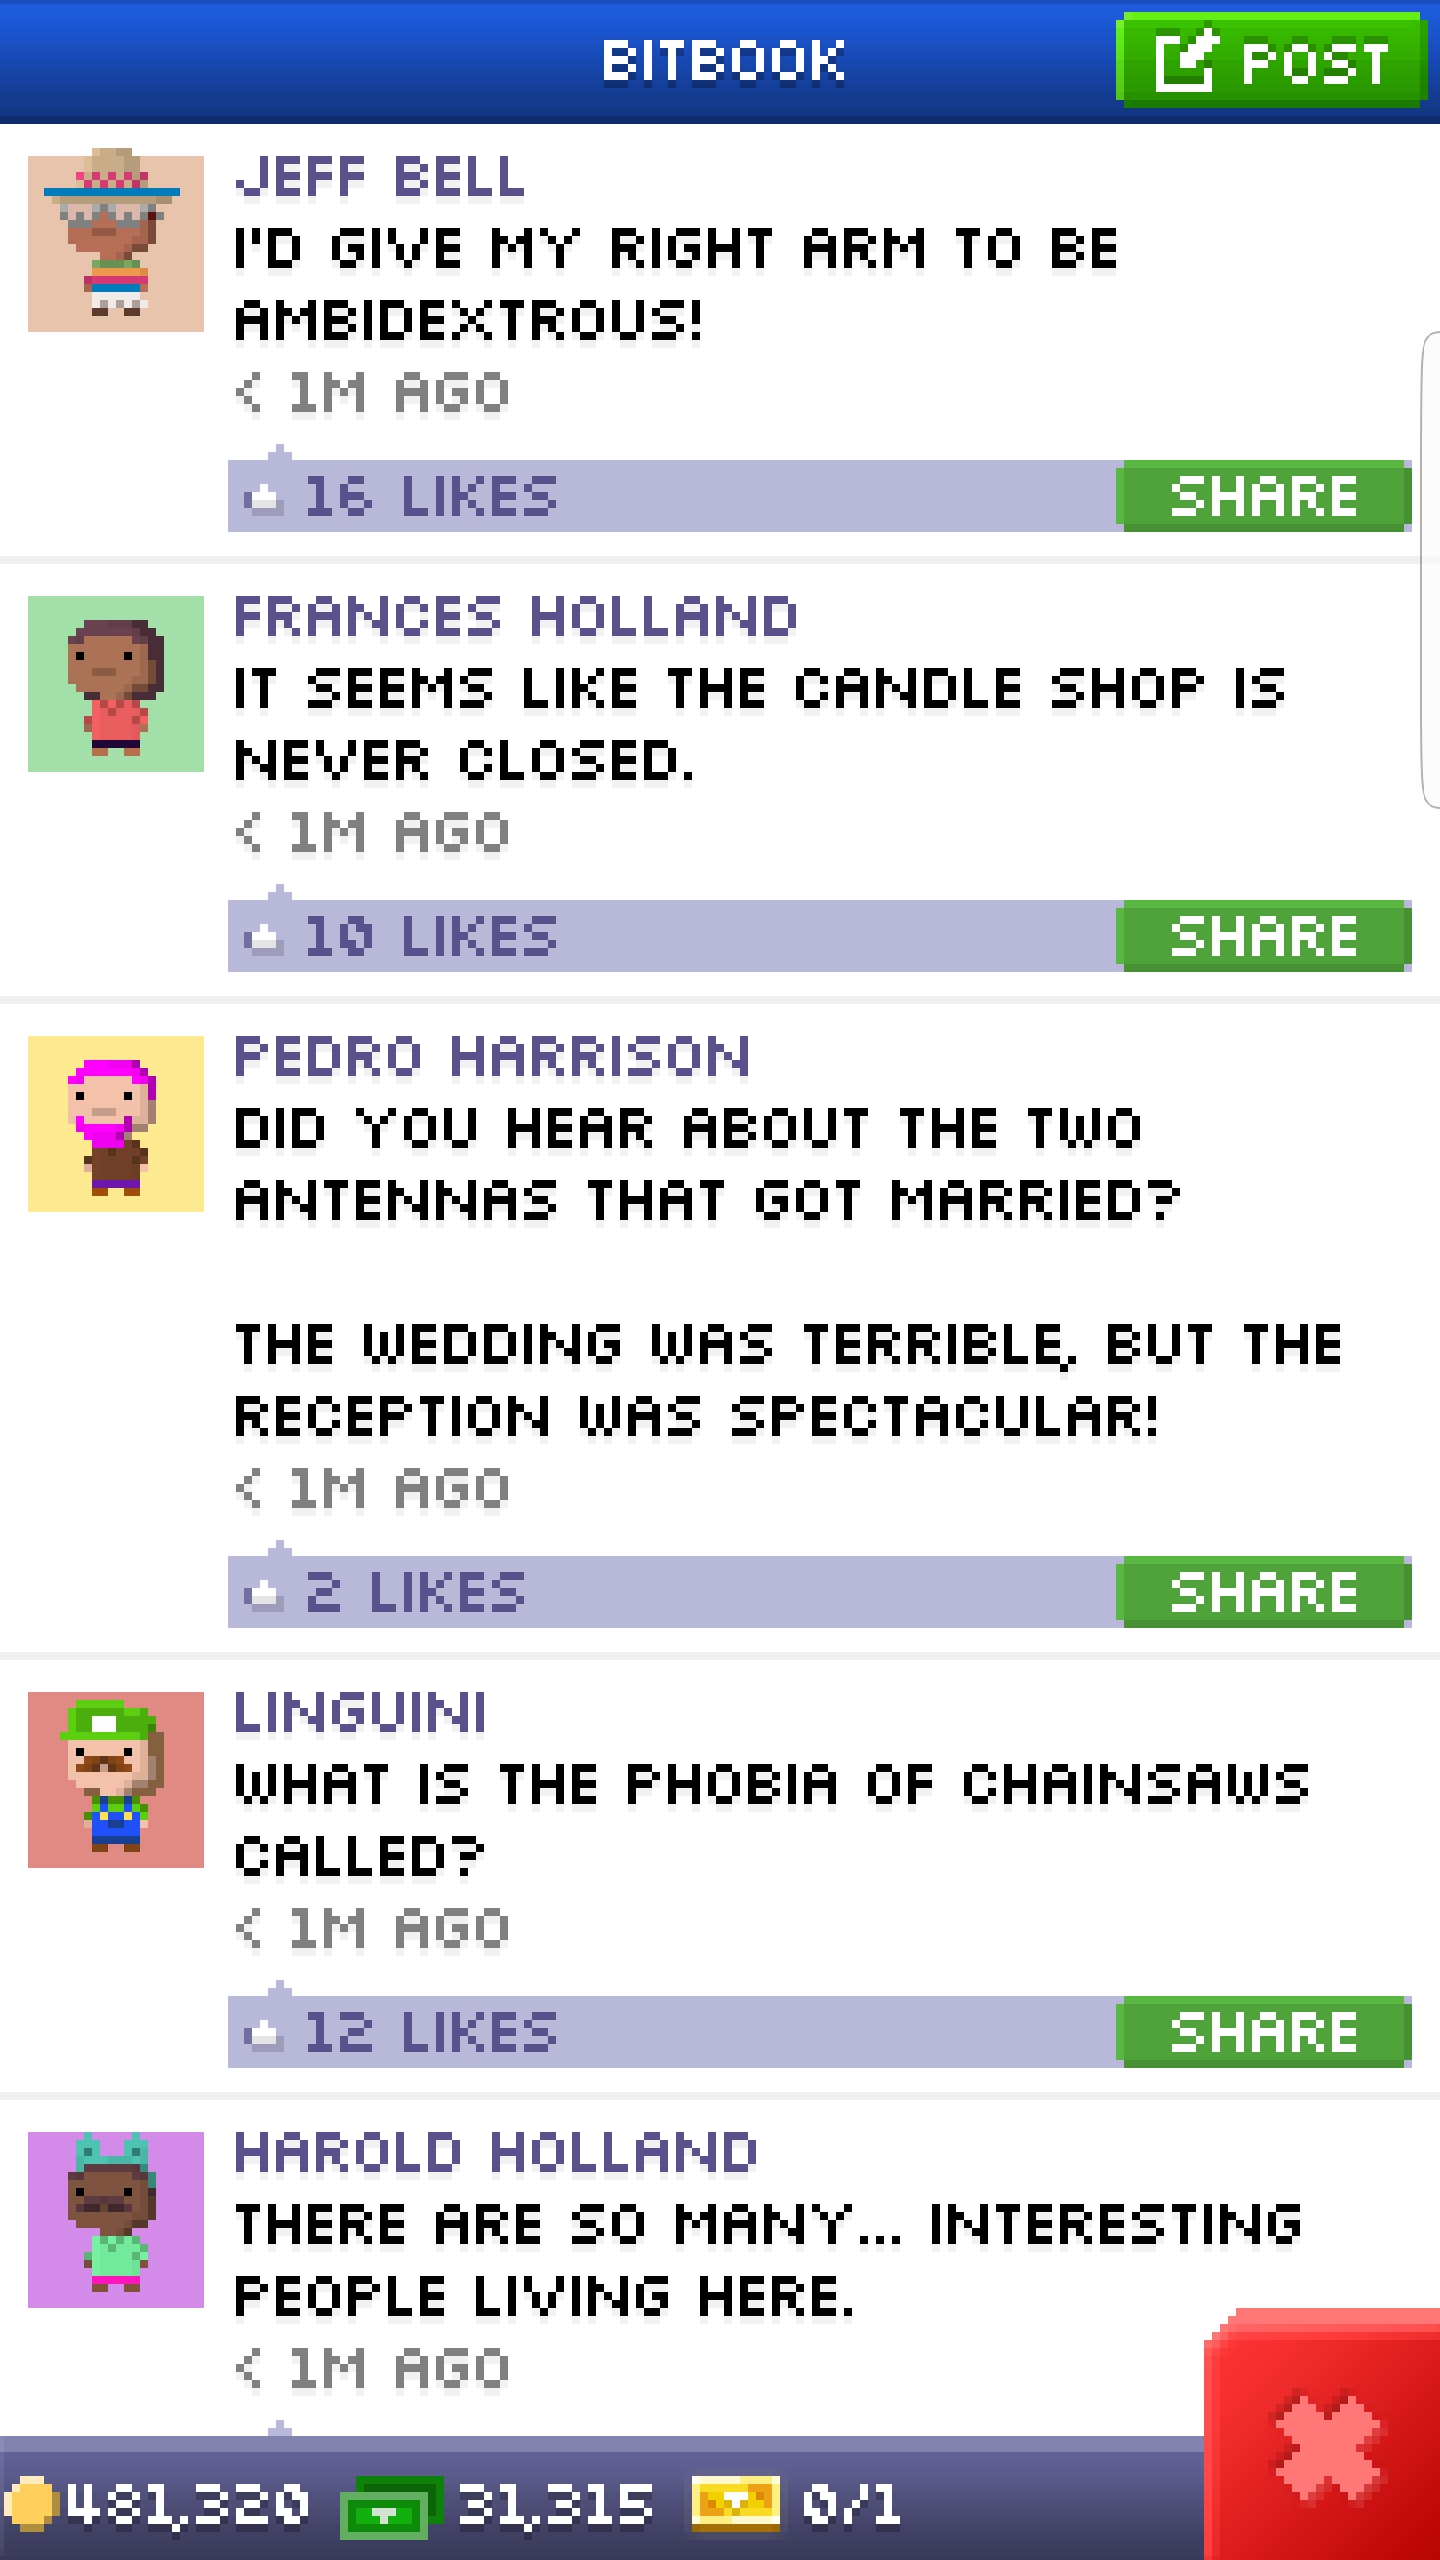 BITBOOK
POST
JEFF BELL
I'D GIVE MY RIGHT ARM TO BE
AMBIDEXTROUS!
< 1M AGO
16 LIKES
SHARE
FRANCES HOLLAND
IT SEEMS LIKE THE CANDLE SHOP IS
NEVER CLOSED.
< 1M AGO
10 LIKES
SHARE
PEDRO HARRISON
DID YOU HEAR ABOUT THE TWO
ANTENNAS THAT GOT MARRIED?
THE WEDDING WAS TERRIBLE, BUT THE
RECEPTION WAS SPECTACULAR!
< 1M AGO
2 LIKES
SHARE
LINGUINI
WHAT IS THE PHOBIA OF CHAINSAWS
CALLED?
< 1M AGO
12 LIKES
SHARE
HAROLD HOLLAND
THERE ARE SO MANY... INTERESTING
PEOPLE LIVING HERE.
< 1M AGO
481,320
31,315
0/1